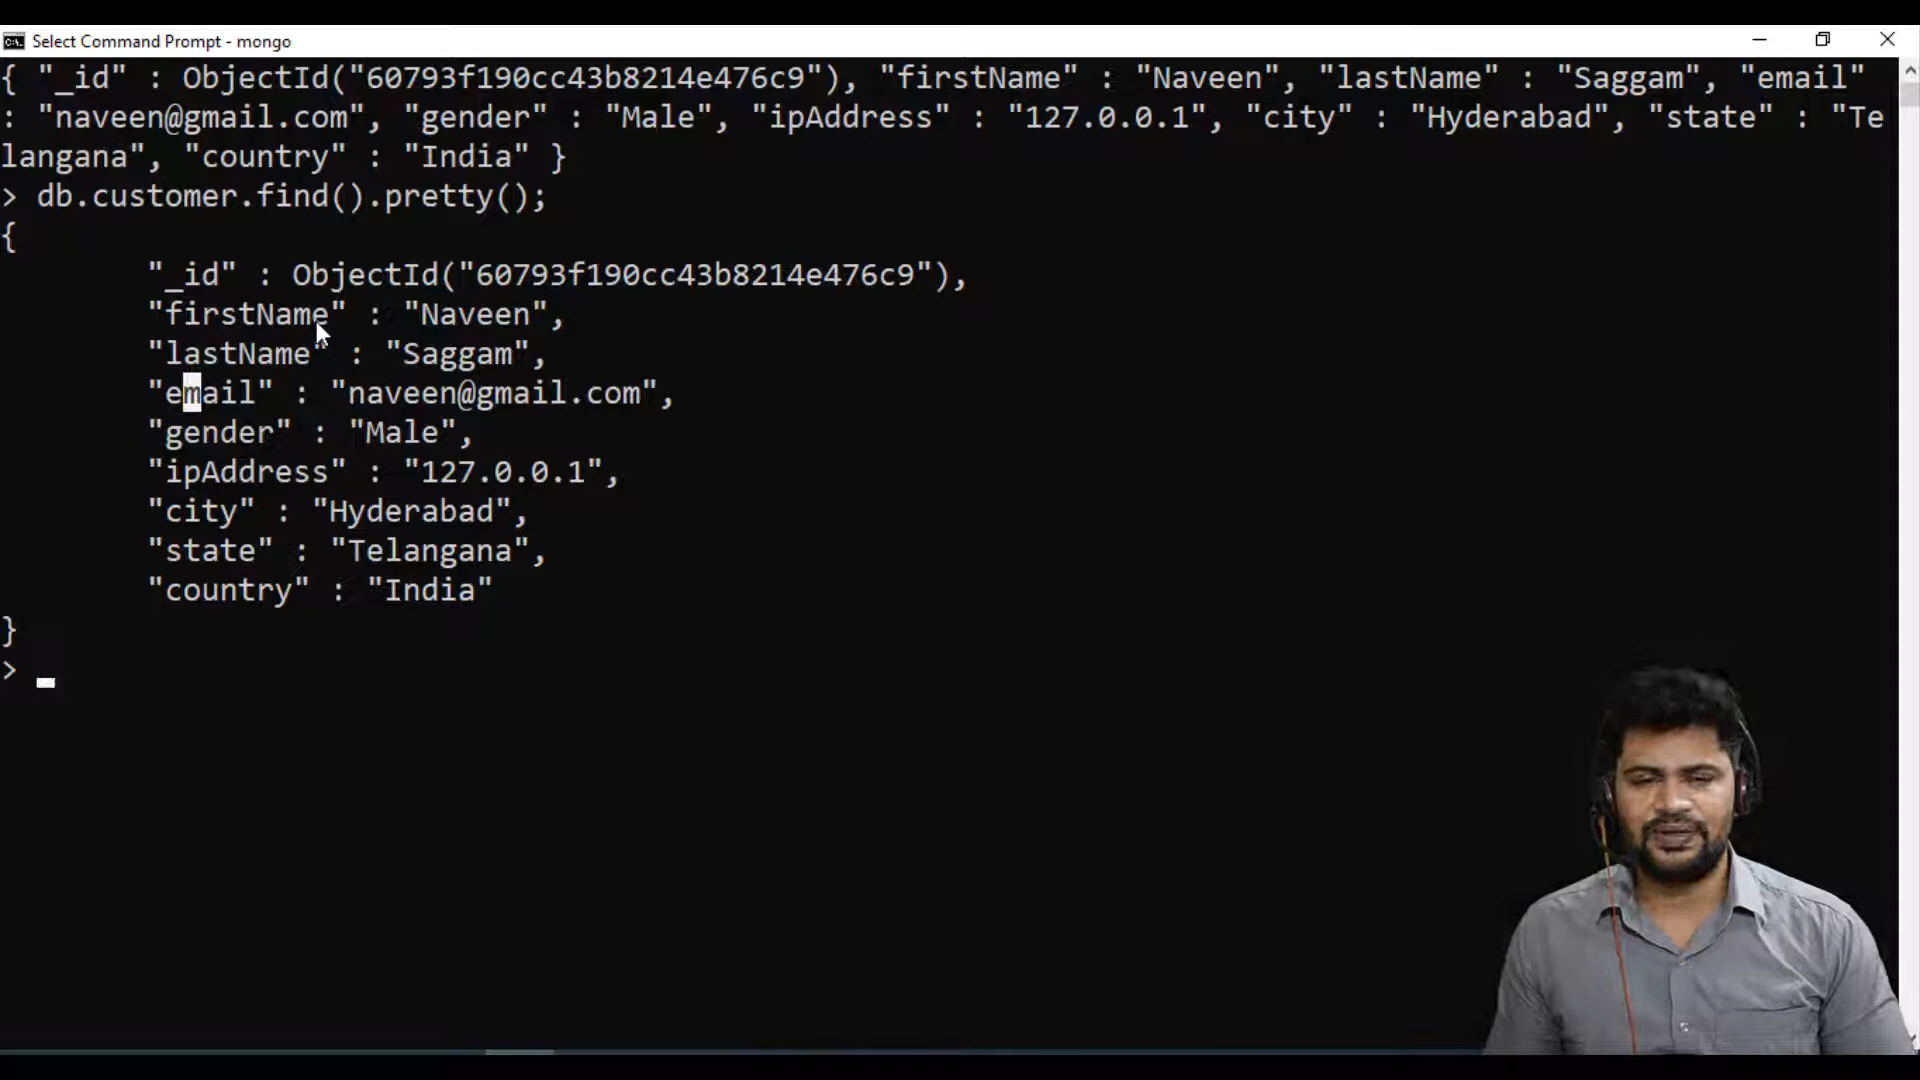 Select Command Prompt - mongo
{ "_id" : ObjectId("60793f190cc43b8214e476c9"), "firstName" : "Naveen", "lastName" : "Saggam", "email"
: "naveen@gmail.com", "gender" : "Male", "ipAddress" : "127.0.0.1", "city" : "Hyderabad", "state" : "Te
langana", "country" : "India" }
> db.customer.find().pretty();
{
"_id" : ObjectId("60793f190cc43b8214e476c9"),
"firstName" : "Naveen",
"lastName" : "Saggam",
"email" : "naveen@gmail.com",
"gender" : "Male",
"ipAddress" : "127.0.0.1",
"city" : "Hyderabad",
"state" : "Telangana",
"country" : "India"
}
>